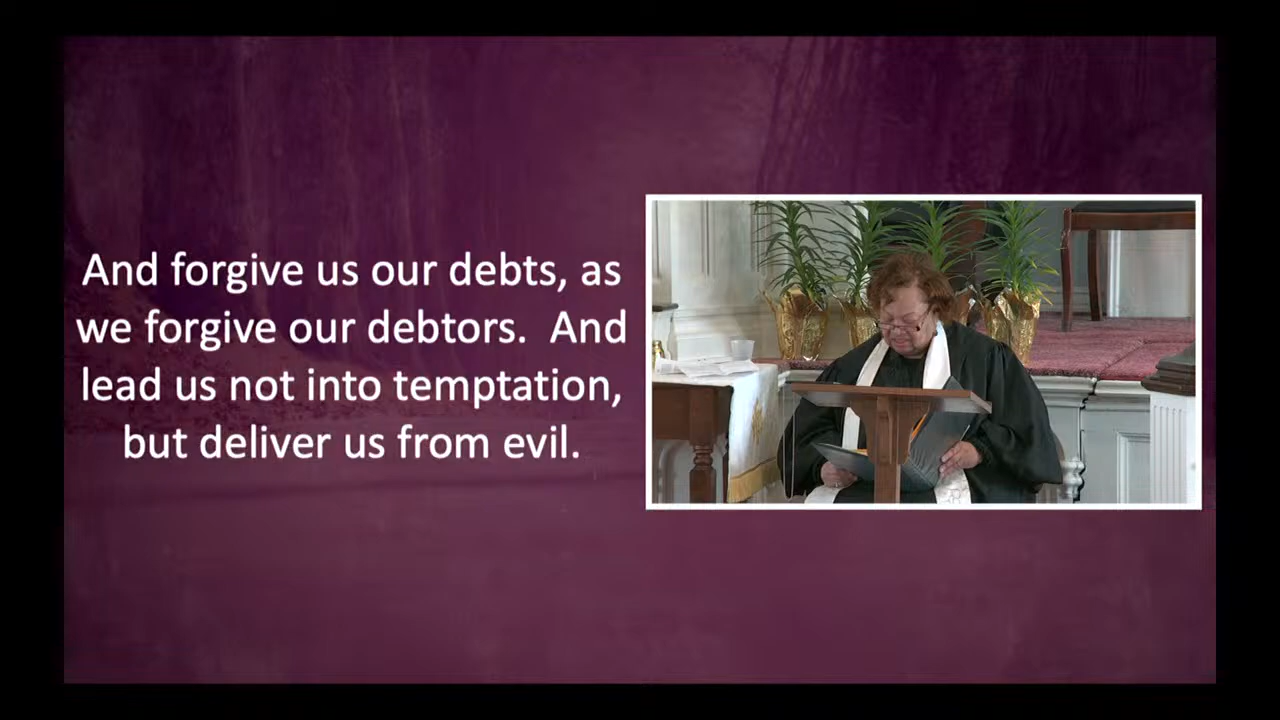 And forgive us our debts, as
we forgive our debtors.  And
lead us not into temptation,
but deliver us from evil.